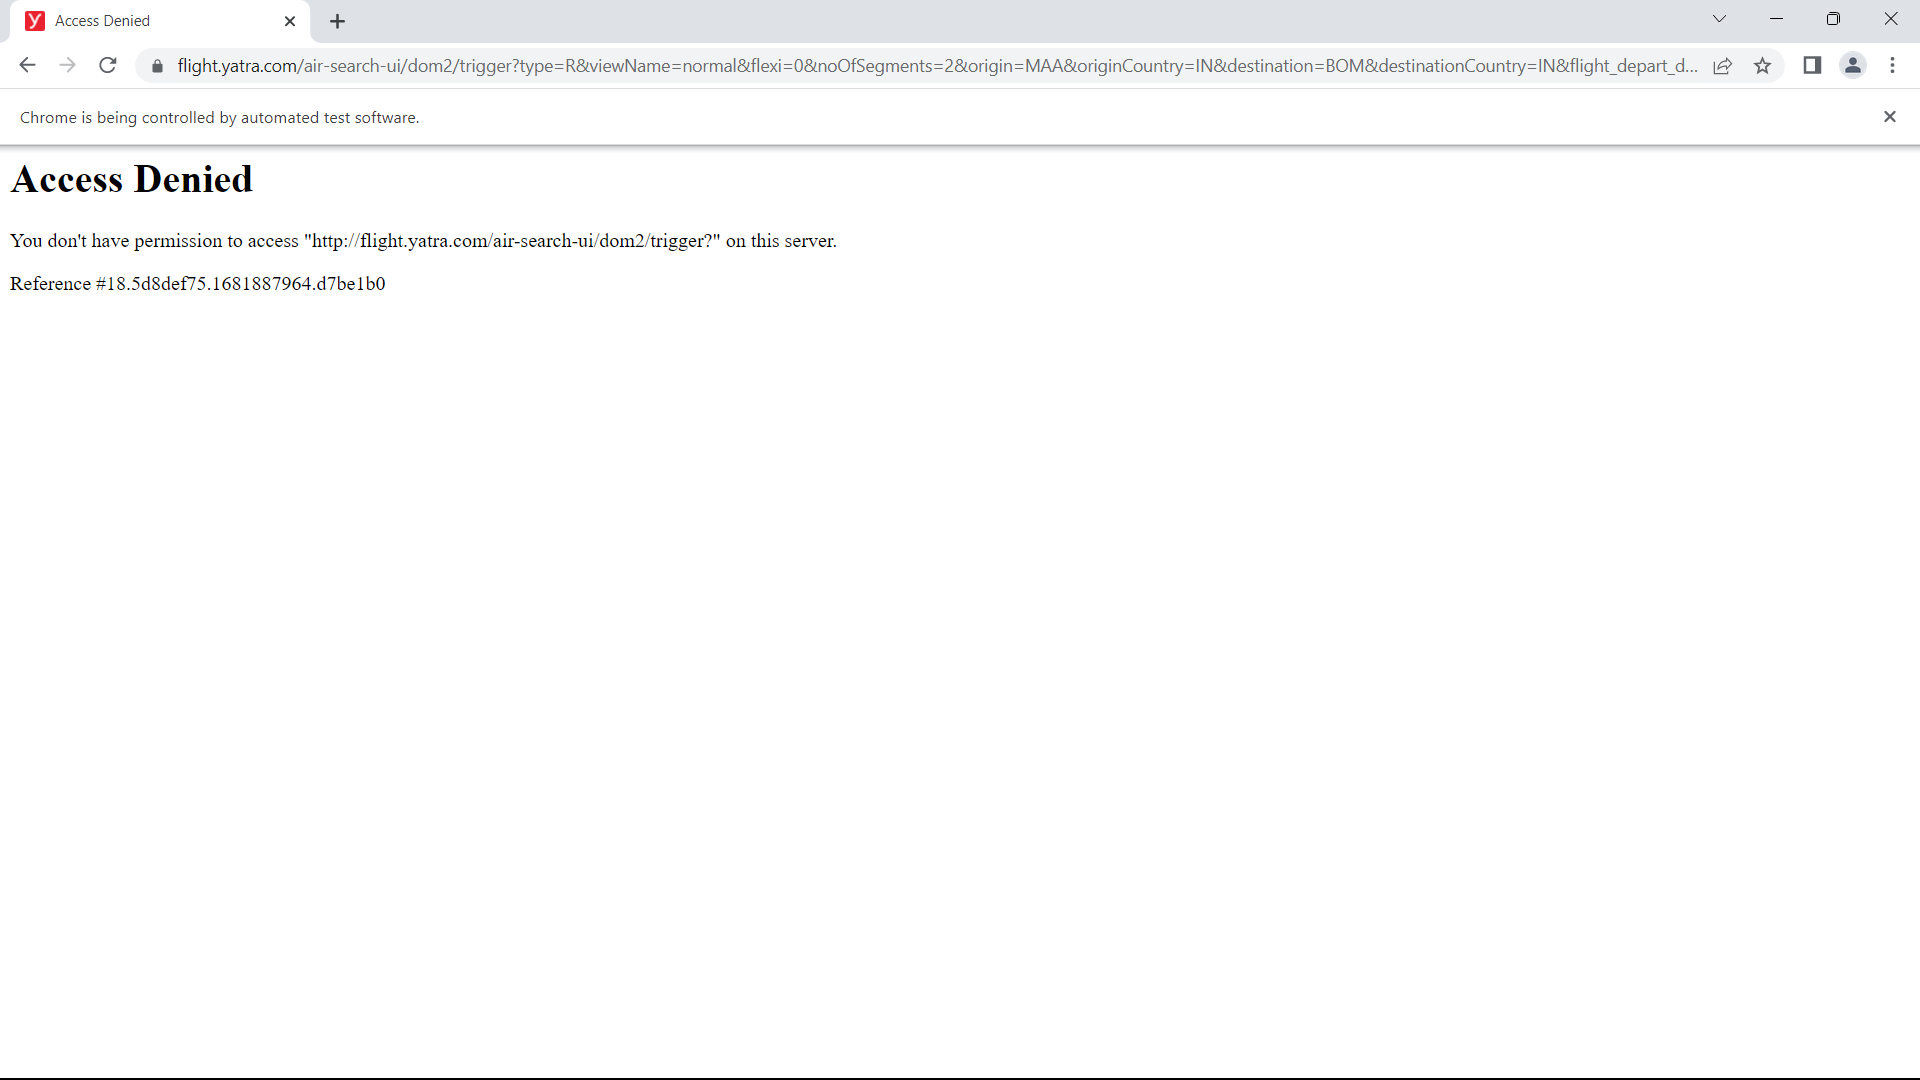 Access Denied
flight.yatra.com/air-search-ui/dom2/trigger?type=R&viewName=normal&flexi=0&noOfSegments=2&origin=MAA&originCountry=IN&destination=BOM&destinationCountry=IN&flight_depart_d...
Chrome is being controlled by automated test software.
Access Denied
You don't have permission to access "http://flight.yatra.com/air-search-ui/dom2/trigger?" on this server.
Reference #18.5d8def75.1681887964.d7be1b0